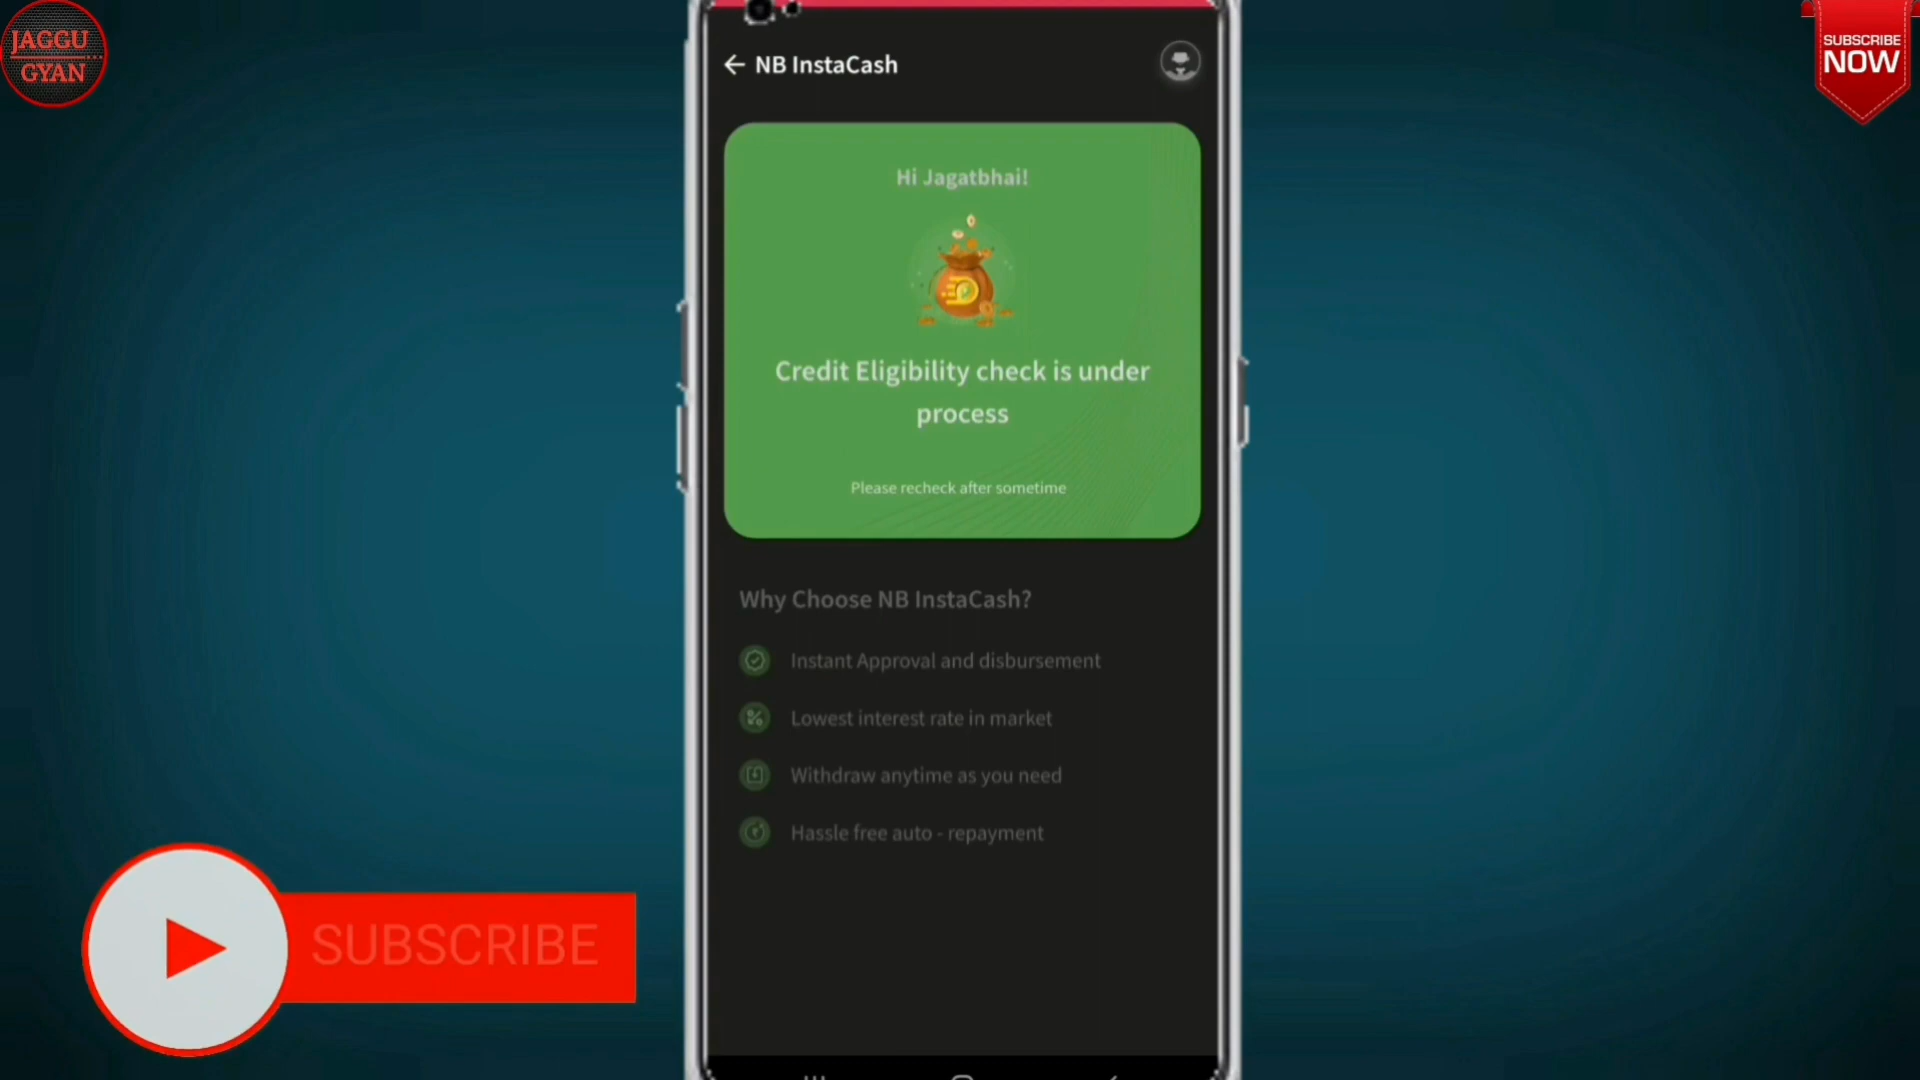 JAGGU
GYAN
SUBSCRIBE
NOW
NB InstaCash
Hi Jagatbhai!
Credit Eligibility check is under
process
Please recheck after sometime
Why Choose NB InstaCash?
Instant Approval and disbursement
Lowest interest rate in market
Withdraw anytime as you need
Hassle free auto - repayment
SUBSCRIBE